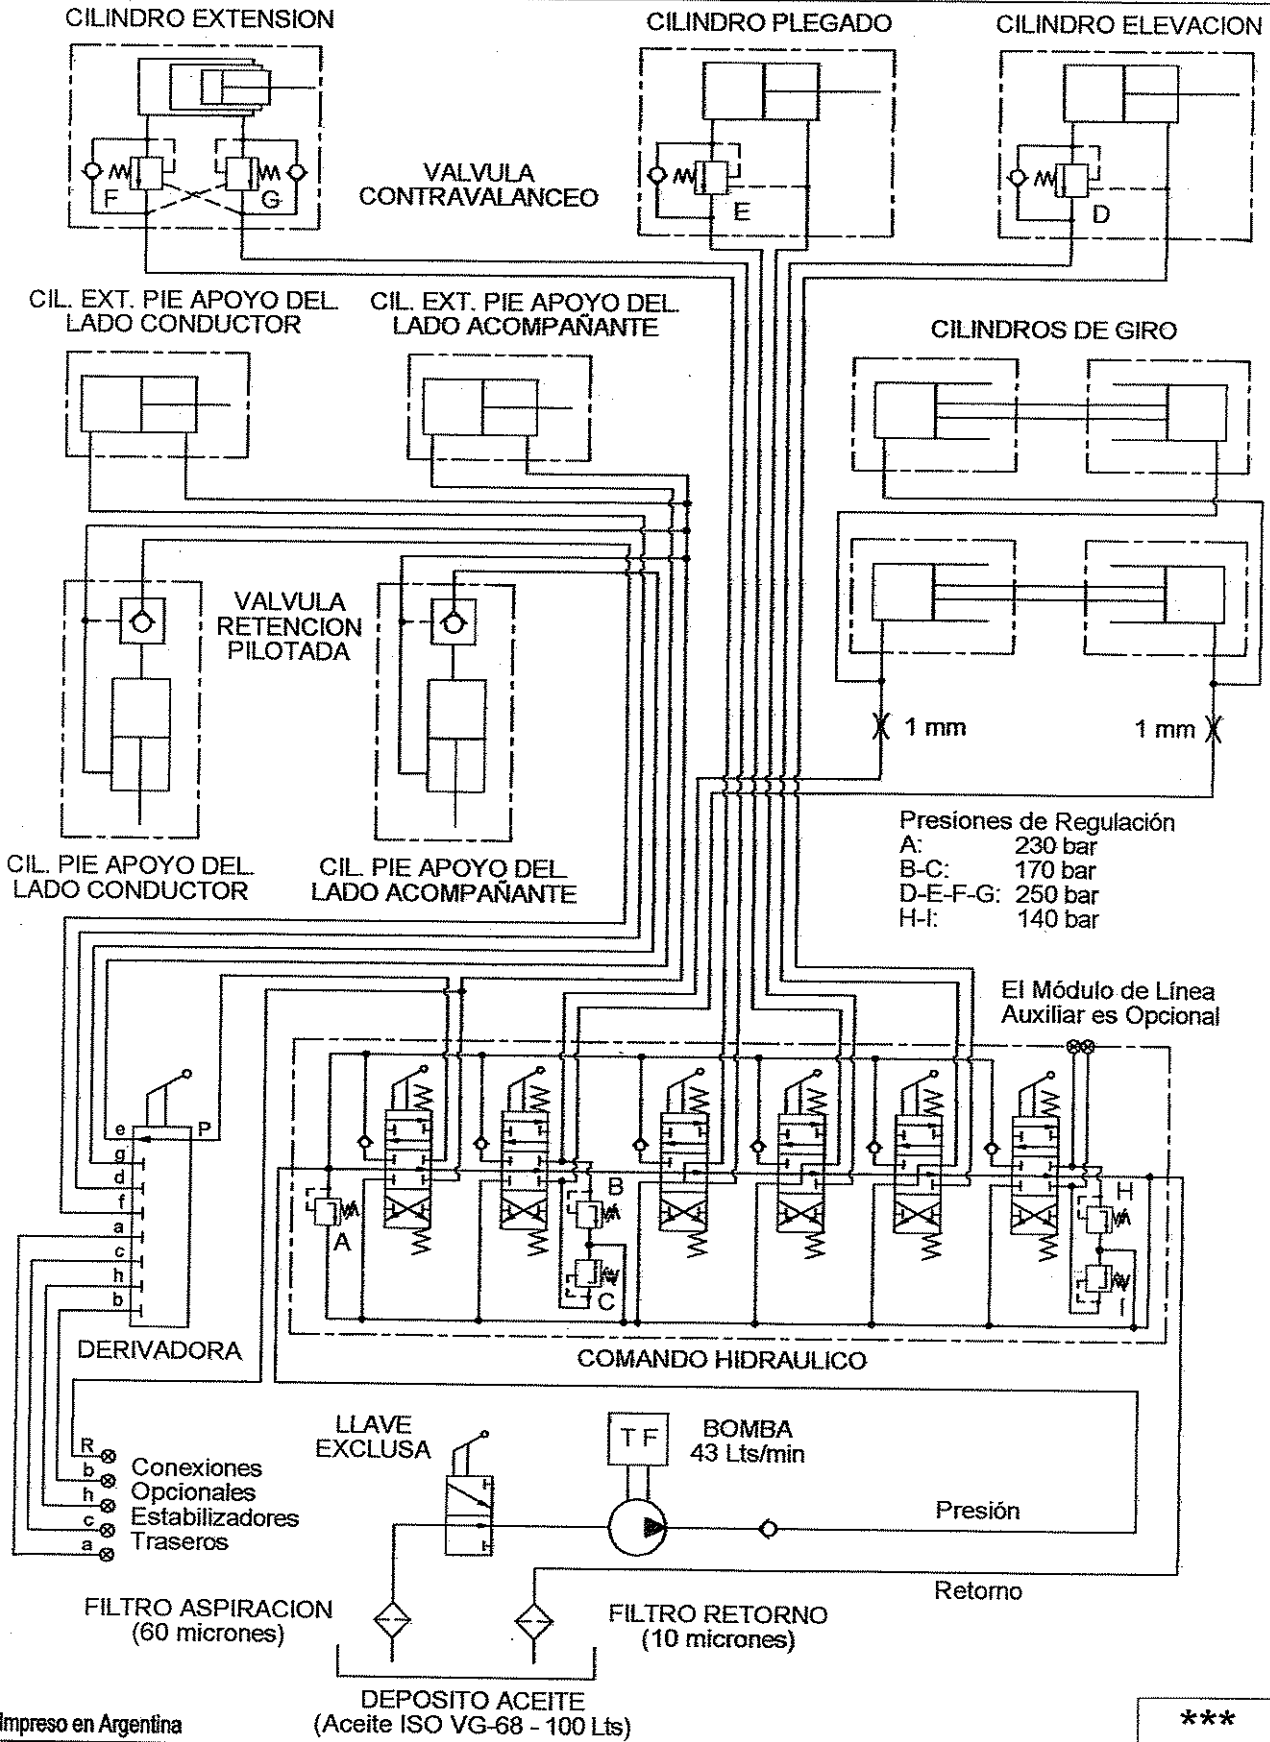 CILINDRO EXTENSION
CILINDRO PLEGADO
CILINDRO ELEVACION
VALVULA
CONTRAVALANCEO
F
G
E
D
CIL. EXT. PIE APOYO DEL.
LADO CONDUCTOR
CIL. EXT. PIE APOYO DEL.
LADO ACOMPAÑANTE
CILINDROS DE GIRO
VALVULA
RETENCION
PILOTADA
1 mm
1 mm
CIL. PIE APOYO DEL.
LADO CONDUCTOR
CIL. PIE APOYO DEL.
LADO ACOMPAÑANTE
Presiones de Regulación
A: 230 bar
B-C: 170 bar
D-E-F-G: 250 bar
H-I: 140 bar
El Módulo de Línea
Auxiliar es Opcional
e
P
g
d
f
a
c
h
b
A
B
C
H
I
DERIVADORA
COMANDO HIDRAULICO
R
b
h
c
a
Conexiones
Opcionales
Estabilizadores
Traseros
LLAVE
EXCLUSA
T F
BOMBA
43 Lts/min
Presión
Retorno
FILTRO ASPIRACION
(60 micrones)
FILTRO RETORNO
(10 micrones)
DEPOSITO ACEITE
(Aceite ISO VG-68 - 100 Lts)
Impreso en Argentina
***